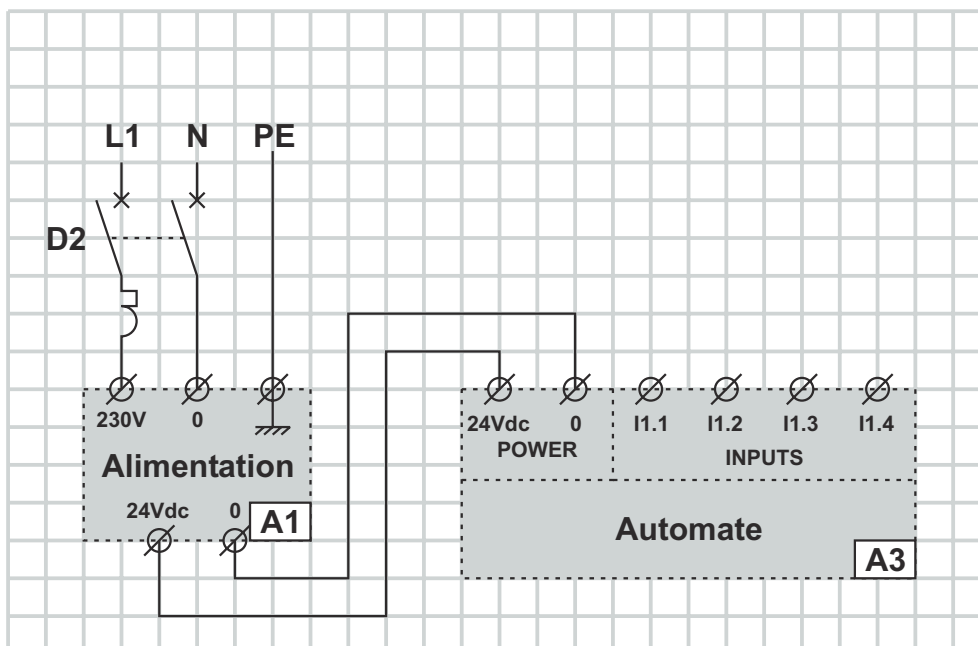 L1 N PE
D2
230V 0
Alimentation
24Vdc 0
A1
24Vdc 0 I1.1 I1.2 I1.3 I1.4
POWER INPUTS
Automate
A3